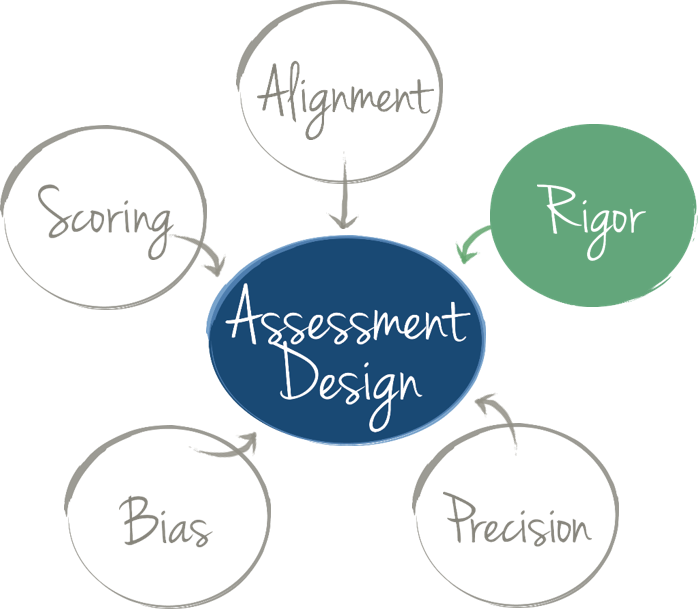 Alignment
Scoring
Rigor
Assessment
Design
Bias
Precision